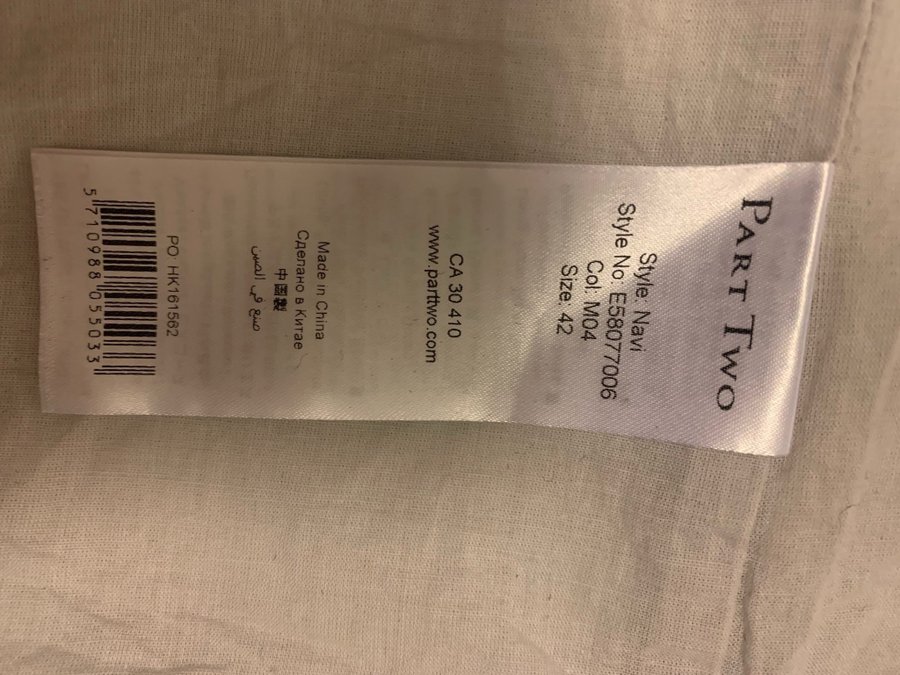 PART TWO
Style: Navi
Style No: E58077006
Col: M04
Size: 42
CA 30 410
www.parttwo.com
Made in China
Сделано в Китае
中國製
صنع في الصين
PO: HK161562
5 710988 055033